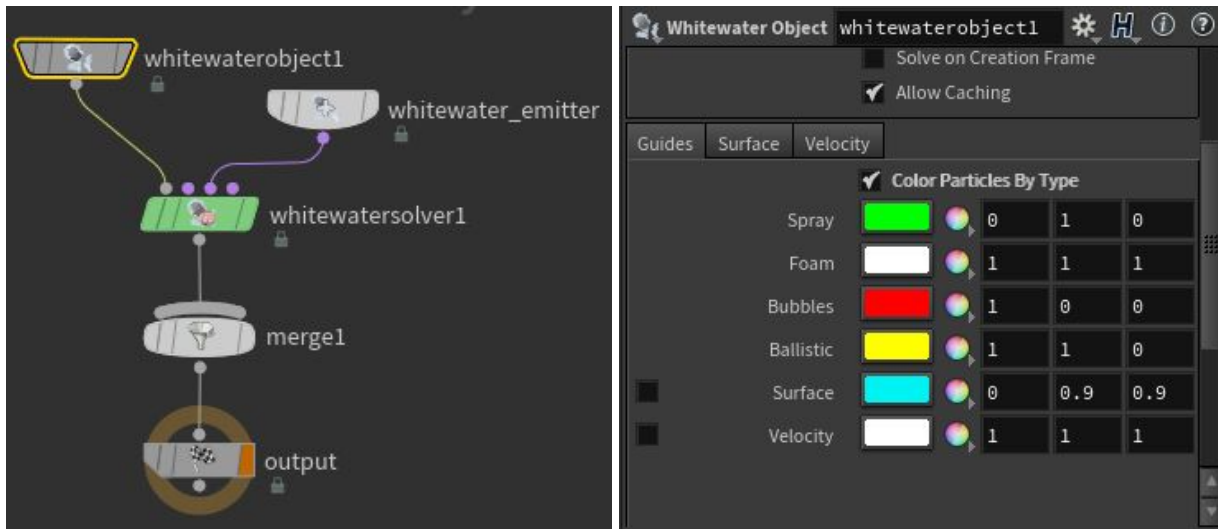 whitewaterobject1
whitewater_emitter
whitewatersolver1
merge1
output
Whitewater Object whitewaterobject1
Solve on Creation Frame
Allow Caching
Guides Surface Velocity
Color Particles By Type
Spray 0 1 0
Foam 1 1 1
Bubbles 1 0 0
Ballistic 1 1 0
Surface 0 0.9 0.9
Velocity 1 1 1